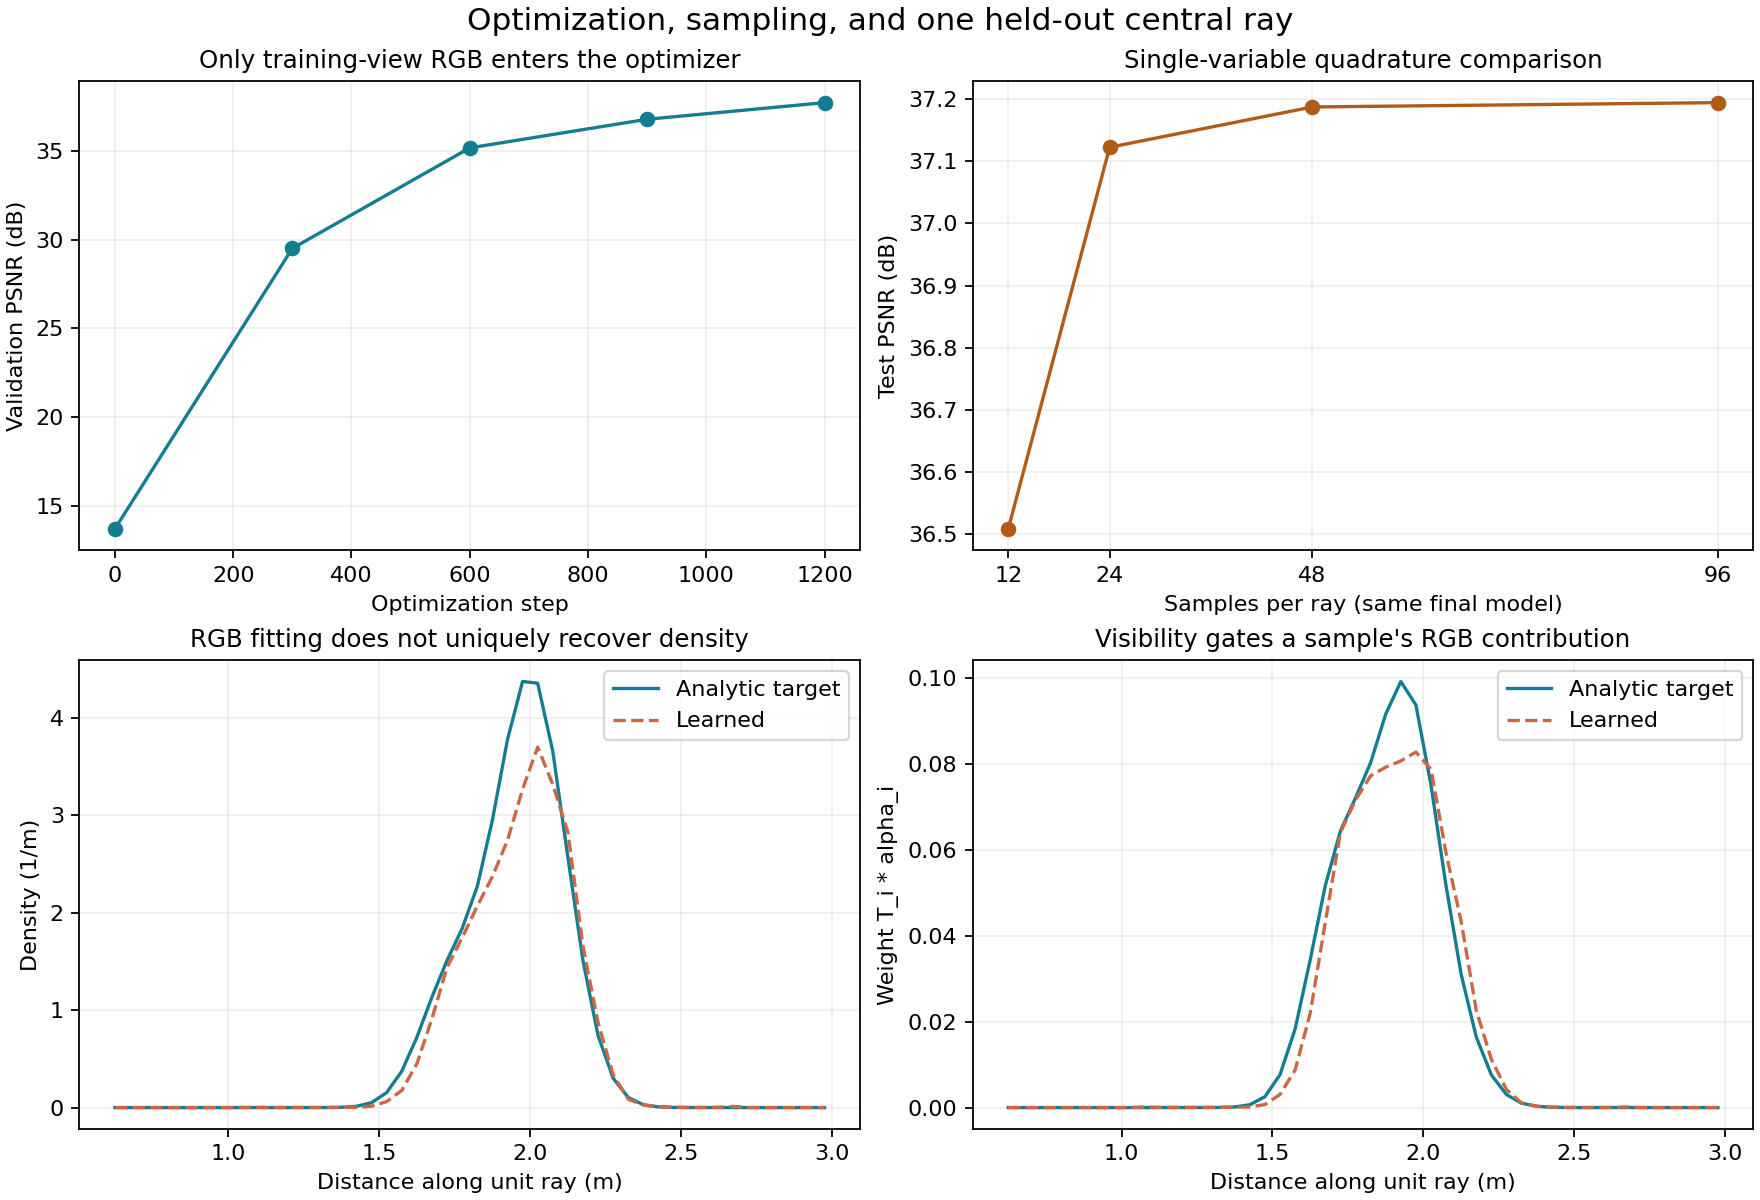 Optimization, sampling, and one held-out central ray
Only training-view RGB enters the optimizer
Validation PSNR (dB)
35
30
25
20
15
0 200 400 600 800 1000 1200
Optimization step
Single-variable quadrature comparison
Test PSNR (dB)
37.2
37.1
37.0
36.9
36.8
36.7
36.6
36.5
12 24 48 96
Samples per ray (same final model)
RGB fitting does not uniquely recover density
Analytic target
Learned
Density (1/m)
4
3
2
1
0
1.0 1.5 2.0 2.5 3.0
Distance along unit ray (m)
Visibility gates a sample's RGB contribution
Analytic target
Learned
Weight T_i * alpha_i
0.10
0.08
0.06
0.04
0.02
0.00
1.0 1.5 2.0 2.5 3.0
Distance along unit ray (m)